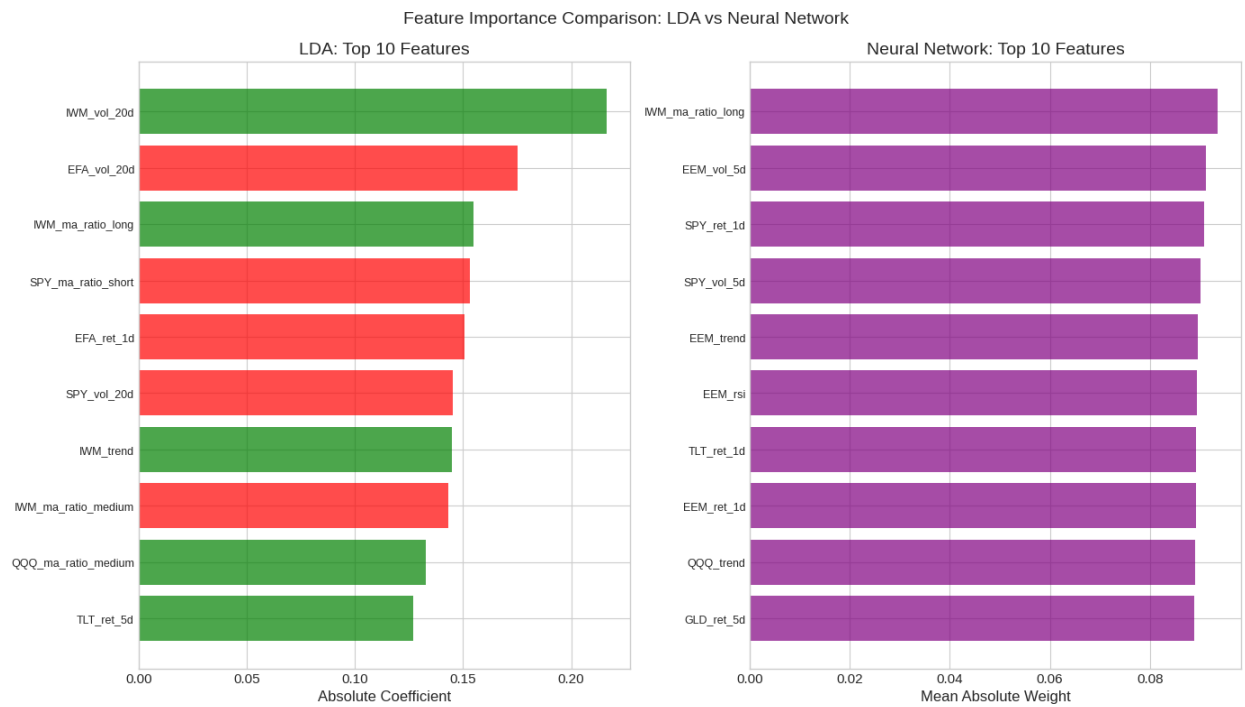 Feature Importance Comparison: LDA vs Neural Network
LDA: Top 10 Features
IWM_vol_20d
EFA_vol_20d
IWM_ma_ratio_long
SPY_ma_ratio_short
EFA_ret_1d
SPY_vol_20d
IWM_trend
IWM_ma_ratio_medium
QQQ_ma_ratio_medium
TLT_ret_5d
0.00 0.05 0.10 0.15 0.20
Absolute Coefficient
Neural Network: Top 10 Features
IWM_ma_ratio_long
EEM_vol_5d
SPY_ret_1d
SPY_vol_5d
EEM_trend
EEM_rsi
TLT_ret_1d
EEM_ret_1d
QQQ_trend
GLD_ret_5d
0.00 0.02 0.04 0.06 0.08
Mean Absolute Weight